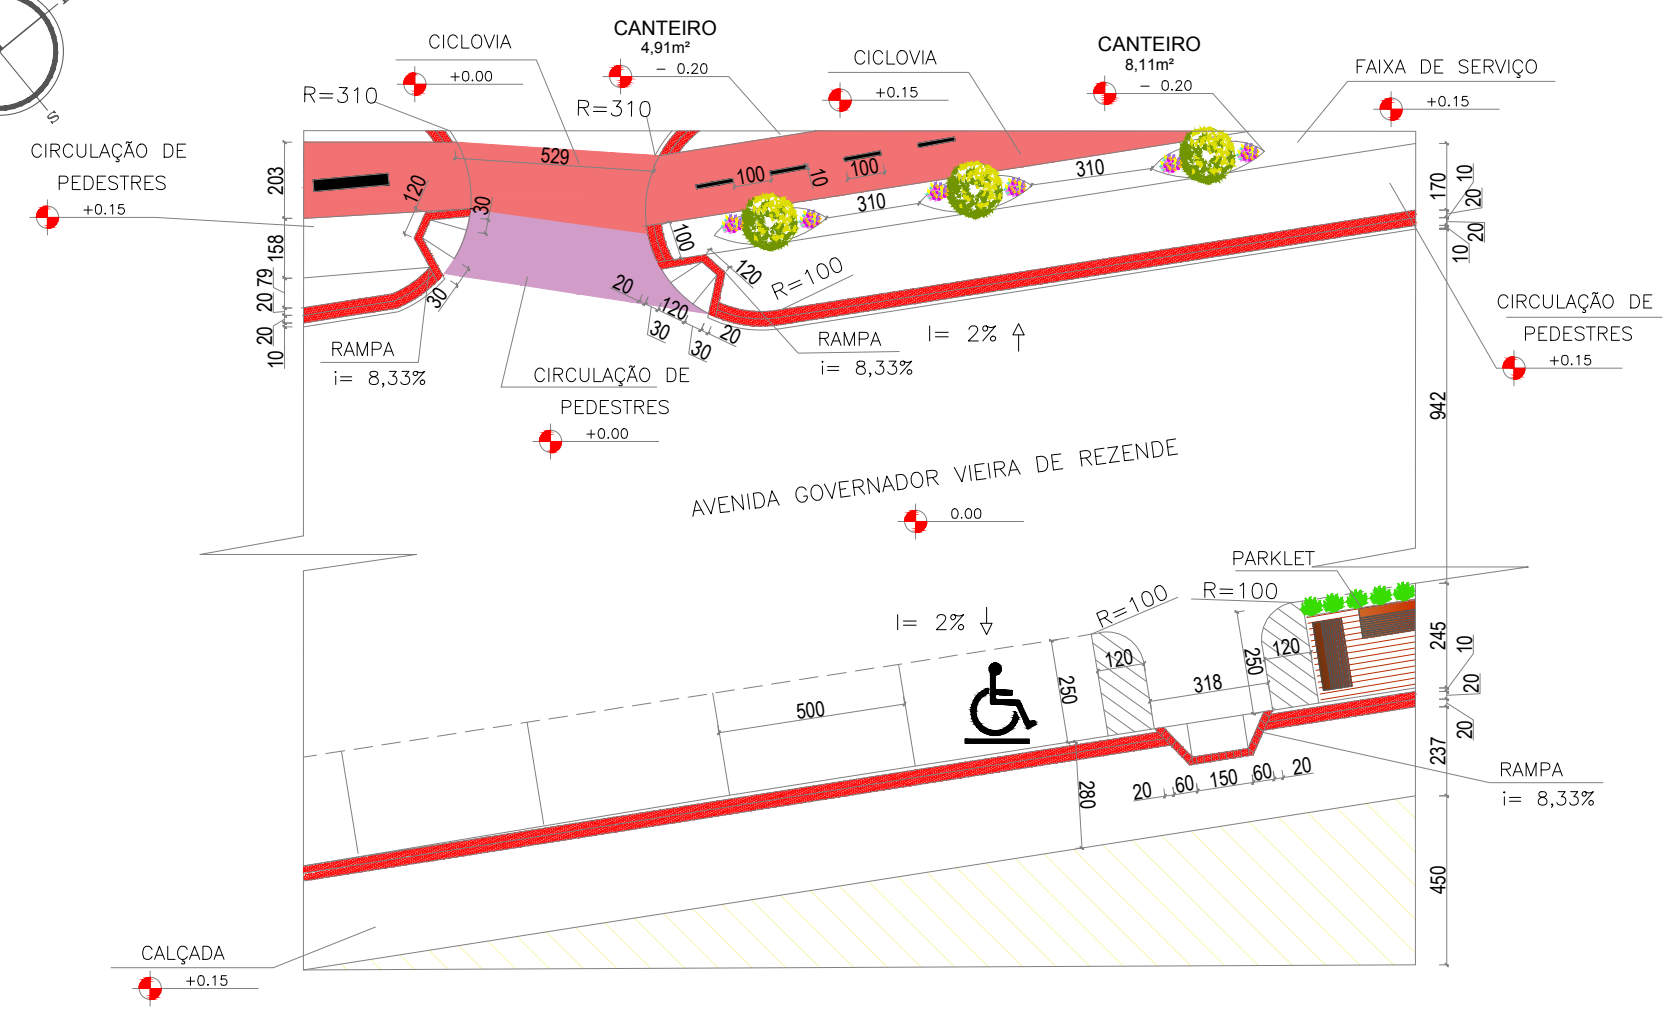 S
CICLOVIA
+0.00
CANTEIRO
4,91m²
- 0.20
CICLOVIA
+0.15
CANTEIRO
8,11m²
- 0.20
FAIXA DE SERVIÇO
+0.15
R=310
R=310
CIRCULAÇÃO DE
PEDESTRES
+0.15
203
158
79
20
20
10
120
30
30
529
100
10
100
310
310
100
120
R=100
20
120
30
30
20
170
10
20
20
10
RAMPA
i= 8,33%
CIRCULAÇÃO DE
PEDESTRES
+0.00
RAMPA
i= 8,33%
I= 2%
CIRCULAÇÃO DE
PEDESTRES
+0.15
942
AVENIDA GOVERNADOR VIEIRA DE REZENDE
0.00
PARKLET
R=100
R=100
I= 2%
500
250
120
318
250
120
245
10
20
20
237
280
20
60
150
60
20
RAMPA
i= 8,33%
450
CALÇADA
+0.15